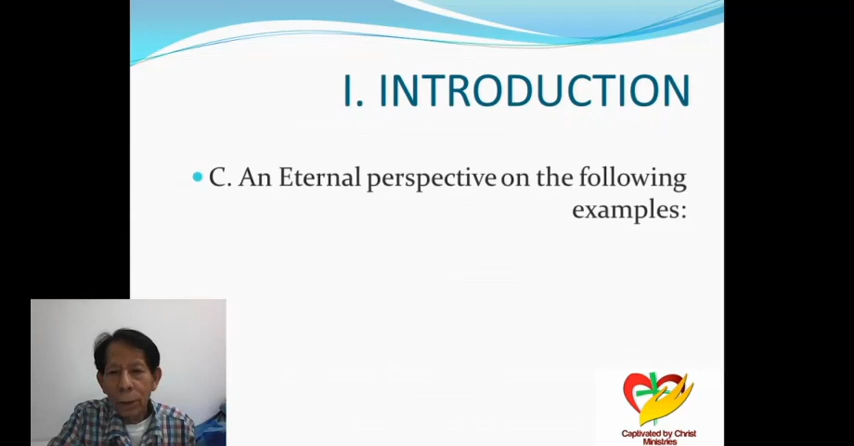 I. INTRODUCTION
C. An Eternal perspective on the following
examples:
Captivated by Christ
Ministries